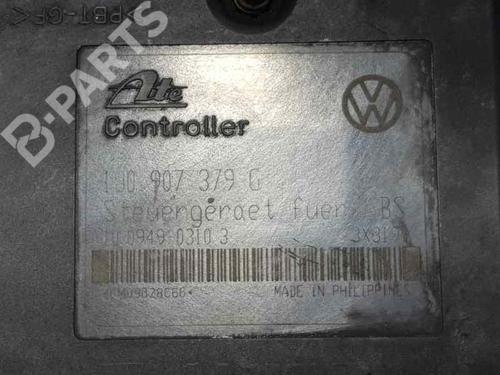 >PBT-GF<
B-PARTS
Ate
Controller
1J0 907 379 G
Steuergeraet fuer ABS
10.0949-0310.3
MADE IN PHILIPPINES